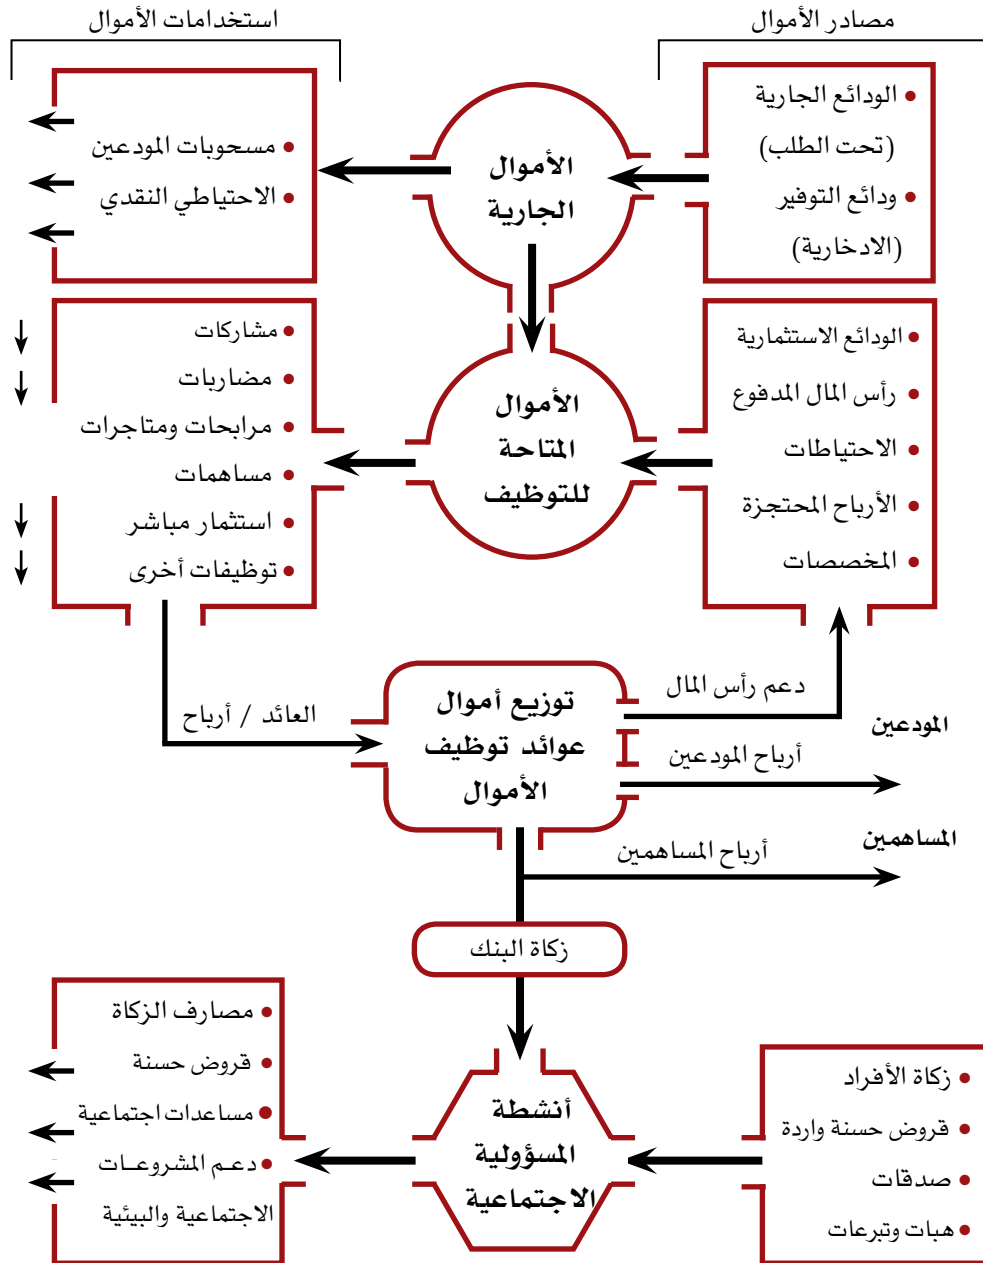 مصادر الأموال
استخدامات الأموال
• الودائع الجارية
(تحت الطلب)
• ودائع التوفير
(الادخارية)
الأموال
الجارية
• مسحوبات المودعين
• الاحتياطي النقدي
• الودائع الاستثمارية
• رأس المال المدفوع
• الاحتياطات
• الأرباح المحتجزة
• المخصصات
الأموال
المتاحة
للتوظيف
• مشاركات
• مضاربات
• مرابحات ومتاجرات
• مساهمات
• استثمار مباشر
• توظيفات أخرى
دعم رأس المال
المودعين
أرباح المودعين
توزيع أموال
عوائد توظيف
الأموال
العائد / أرباح
المساهمين
أرباح المساهمين
زكاة البنك
• زكاة الأفراد
• قروض حسنة واردة
• صدقات
• هبات وتبرعات
أنشطة
المسؤولية
الاجتماعية
• مصارف الزكاة
• قروض حسنة
• مساعدات اجتماعية
• دعم المشروعات
الاجتماعية والبيئية